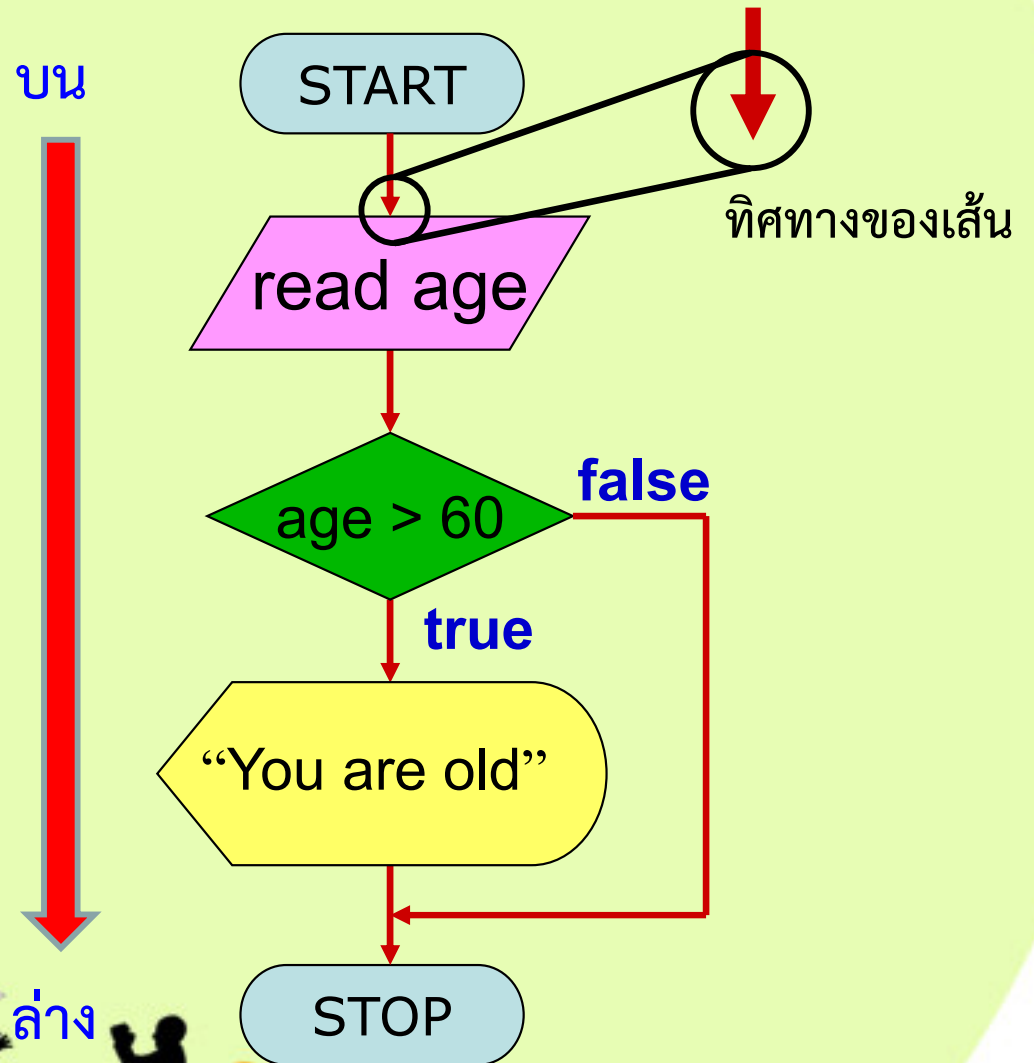 บน
START
ทิศทางของเส้น
read age
age > 60
false
true
“You are old”
ล่าง
STOP